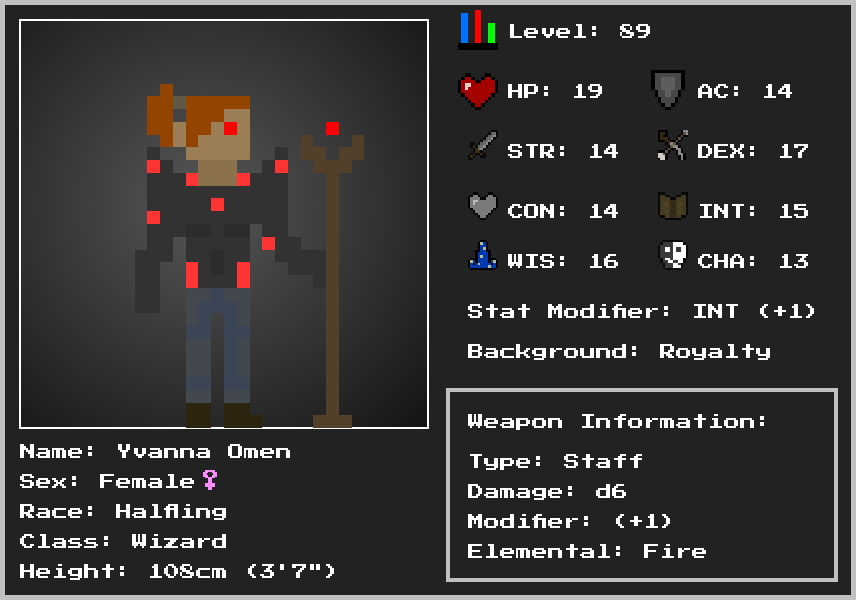 Level: 89
HP: 19 AC: 14
STR: 14 DEX: 17
CON: 14 INT: 15
WIS: 16 CHA: 13
Stat Modifier: INT (+1)
Background: Royalty
Weapon Information:
Type: Staff
Damage: d6
Modifier: (+1)
Elemental: Fire
Name: Yvanna Omen
Sex: Female♀
Race: Halfling
Class: Wizard
Height: 108cm (3'7")